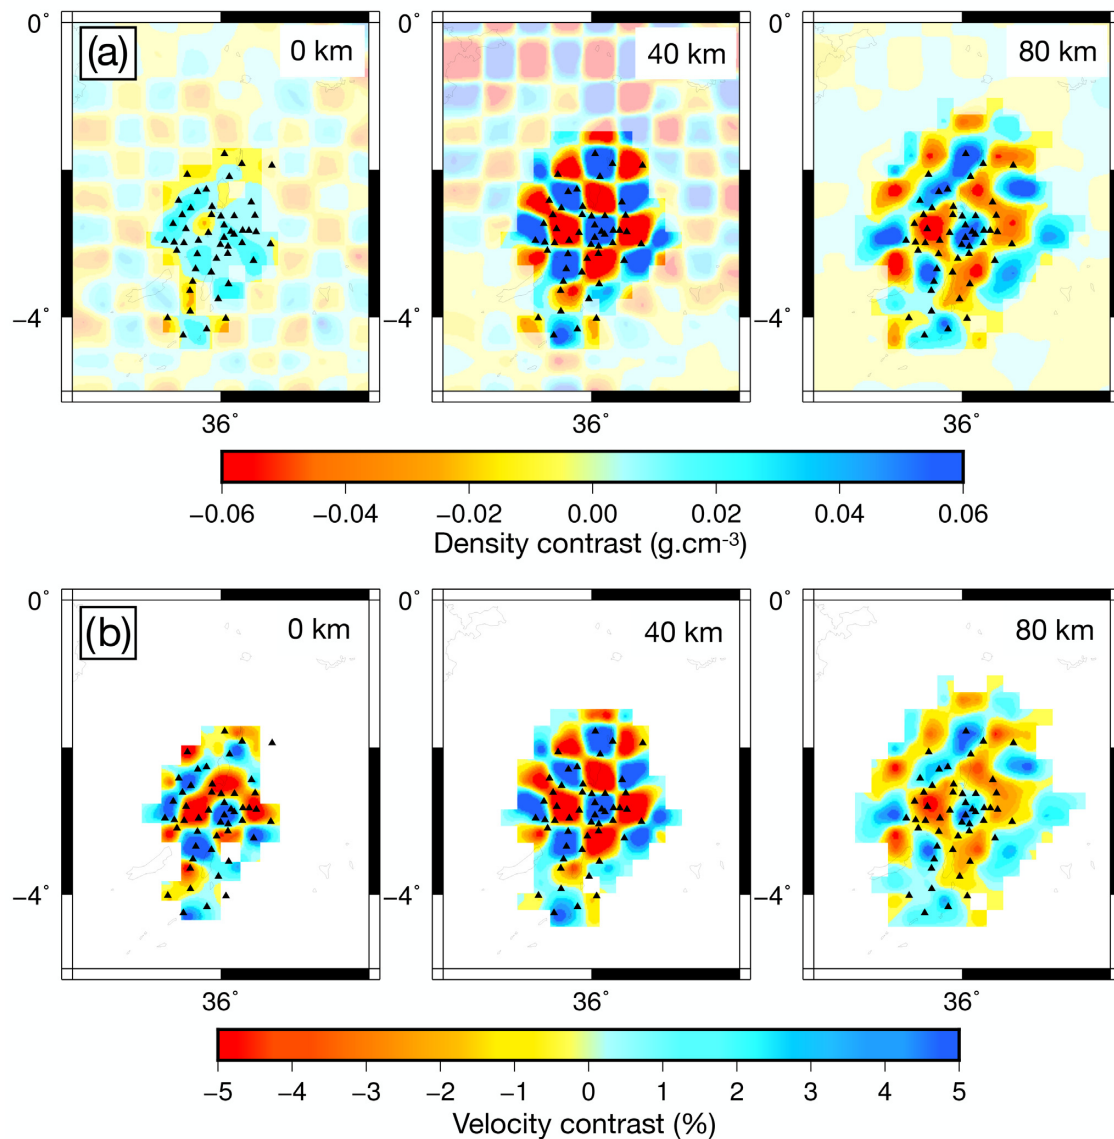 (a)
0 km
40 km
80 km
0° 0° 0°
−4° −4° −4°
36° 36° 36°
−0.06 −0.04 −0.02 0.00 0.02 0.04 0.06
Density contrast (g.cm⁻³)
(b)
0 km
40 km
80 km
0° 0° 0°
−4° −4° −4°
36° 36° 36°
−5 −4 −3 −2 −1 0 1 2 3 4 5
Velocity contrast (%)